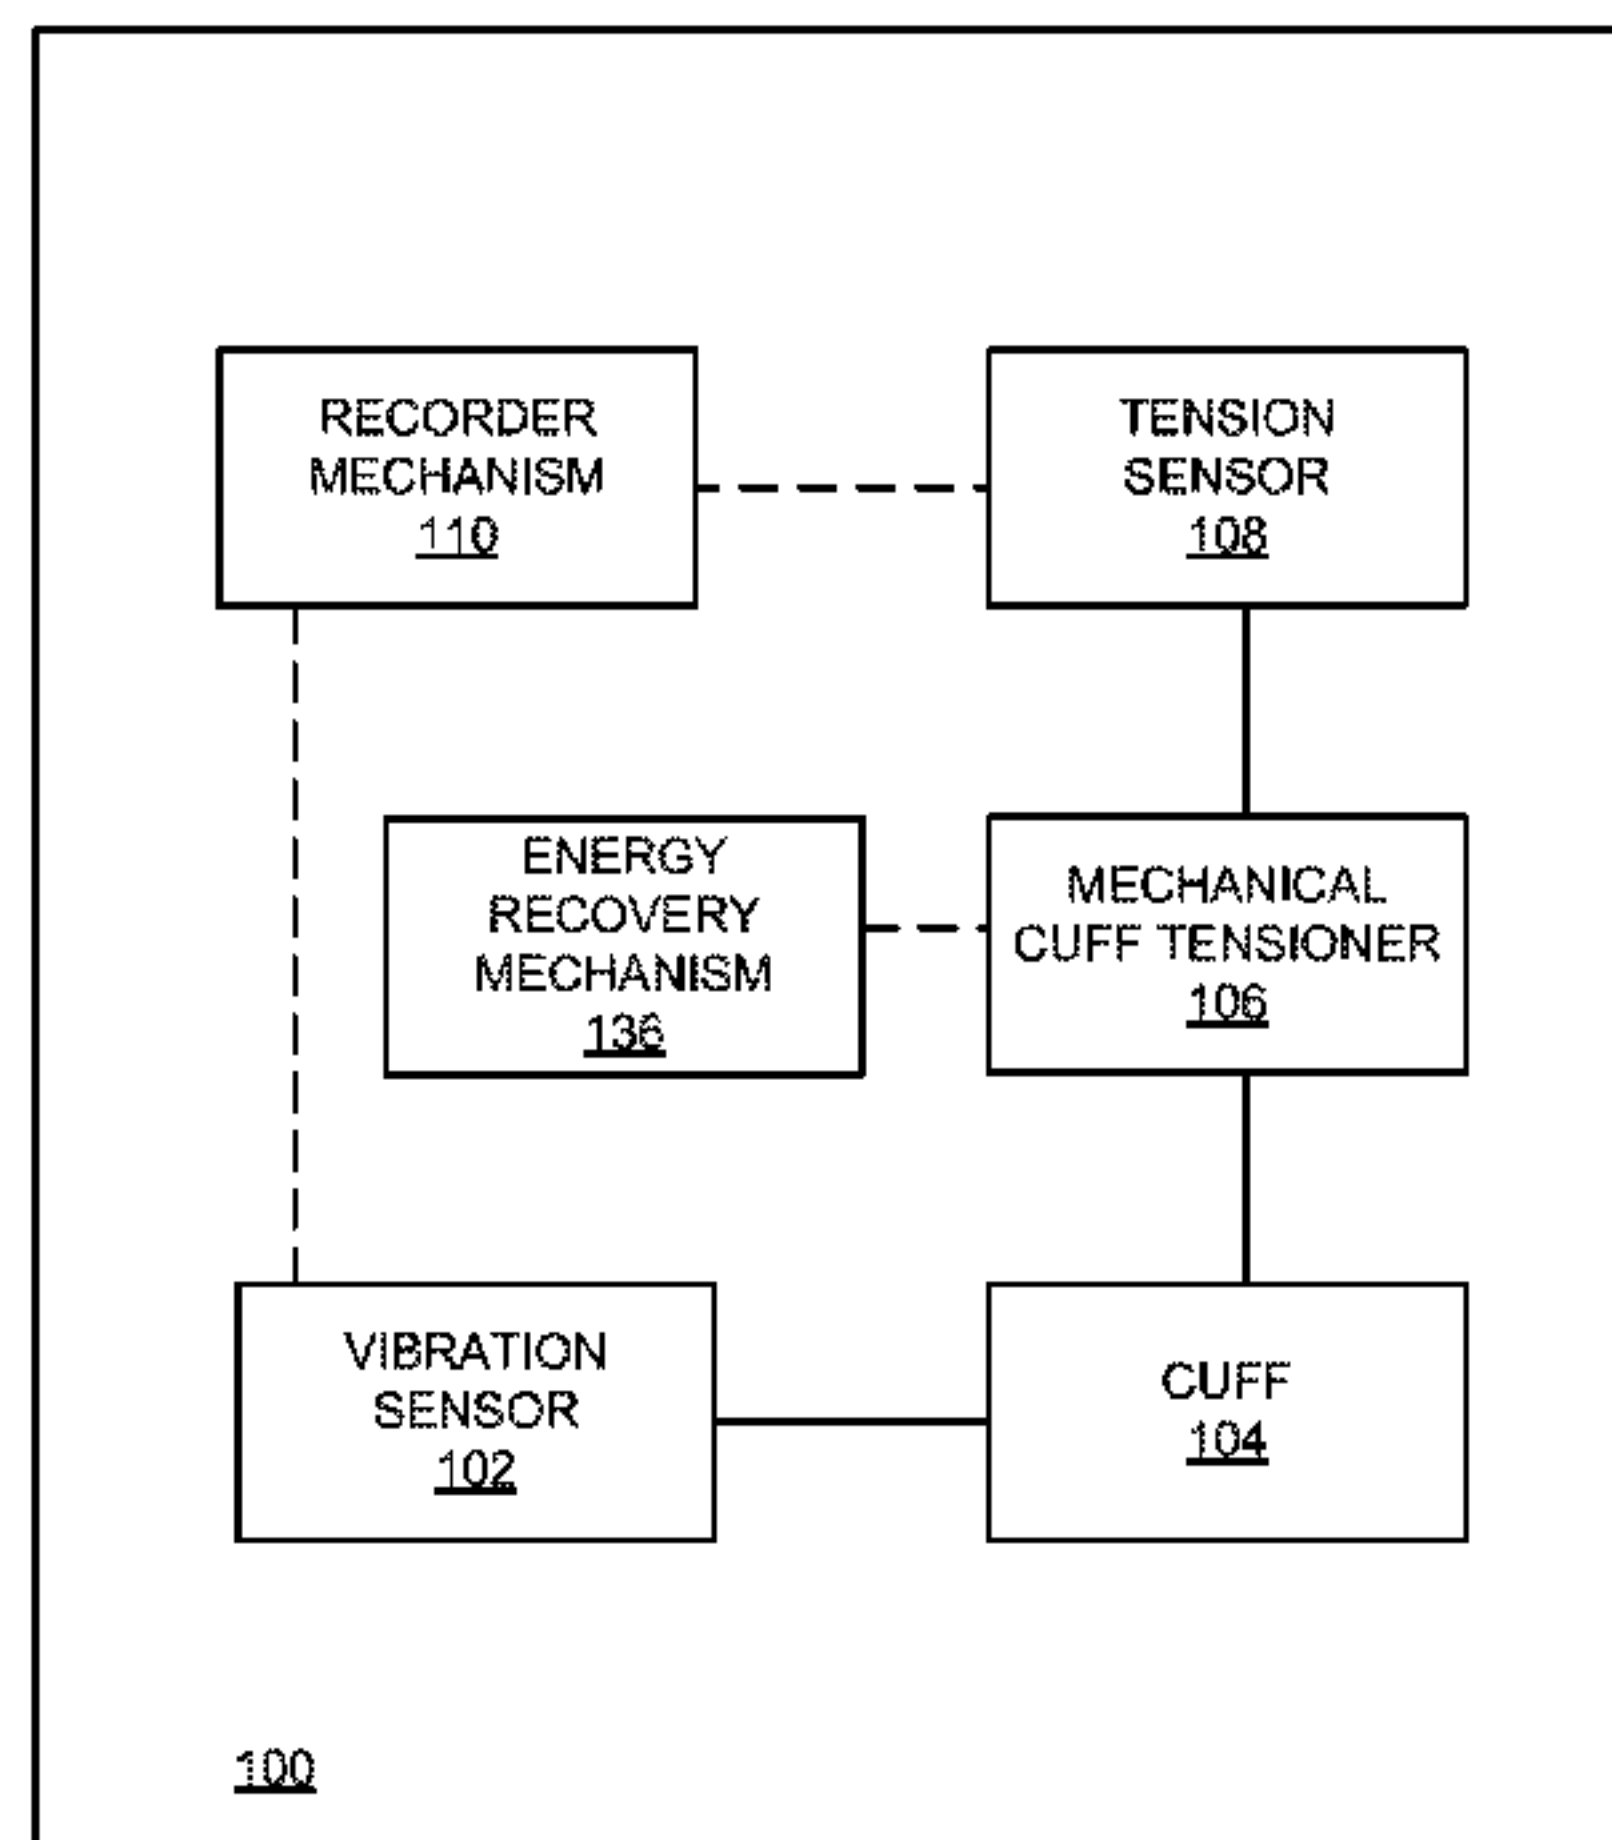 RECORDER
MECHANISM
110
TENSION
SENSOR
108
ENERGY
RECOVERY
MECHANISM
136
MECHANICAL
CUFF TENSIONER
106
VIBRATION
SENSOR
102
CUFF
104
100